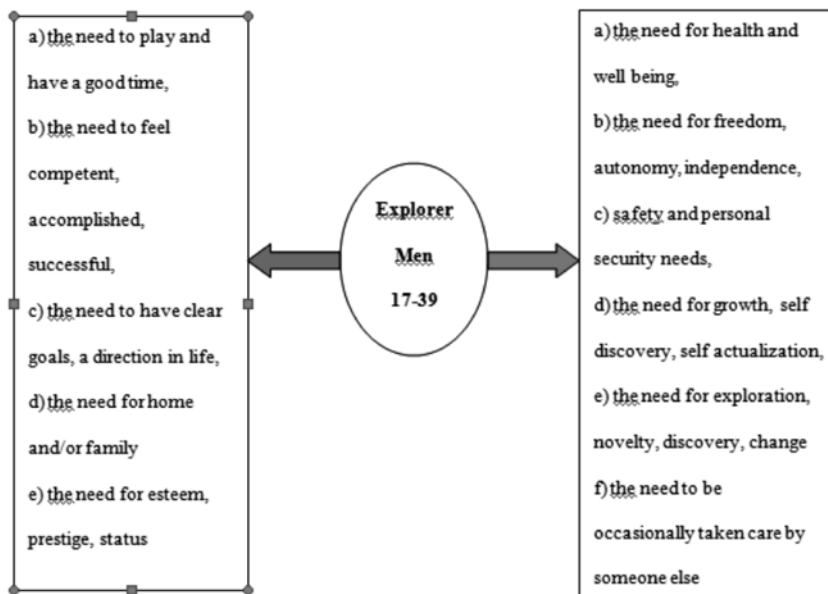 a) the need to play and
have a good time,
b) the need to feel
competent,
accomplished,
successful,
c) the need to have clear
goals, a direction in life,
d) the need for home
and/or family
e) the need for esteem,
prestige, status
Explorer
Men
17-39
a) the need for health and
well being,
b) the need for freedom,
autonomy, independence,
c) safety and personal
security needs,
d) the need for growth, self
discovery, self actualization,
e) the need for exploration,
novelty, discovery, change
f) the need to be
occasionally taken care by
someone else